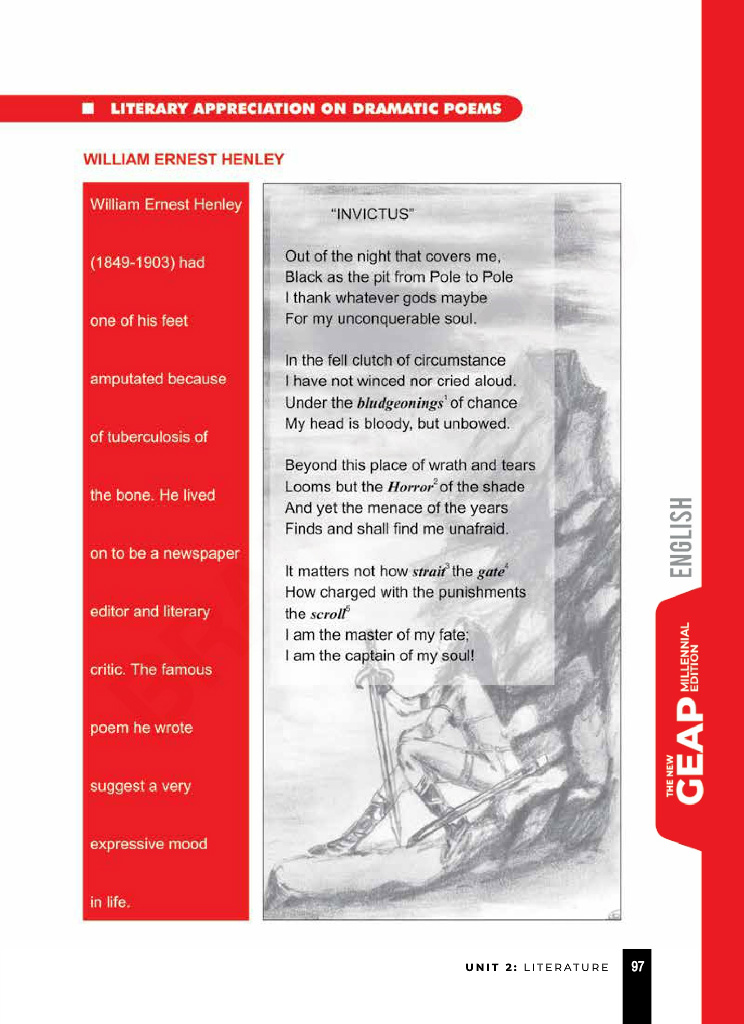 LITERARY APPRECIATION ON DRAMATIC POEMS
WILLIAM ERNEST HENLEY
William Ernest Henley
(1849-1903) had
one of his feet
amputated because
of tuberculosis of
the bone. He lived
on to be a newspaper
editor and literary
critic. The famous
poem he wrote
suggest a very
expressive mood
in life.
“INVICTUS”
Out of the night that covers me,
Black as the pit from Pole to Pole
I thank whatever gods maybe
For my unconquerable soul.
In the fell clutch of circumstance
I have not winced nor cried aloud.
Under the bludgeonings¹ of chance
My head is bloody, but unbowed.
Beyond this place of wrath and tears
Looms but the Horror² of the shade
And yet the menace of the years
Finds and shall find me unafraid.
It matters not how strait³ the gate⁴
How charged with the punishments
the scroll⁵
I am the master of my fate;
I am the captain of my soul!
ENGLISH
THE NEW
GEAP
MILLENNIAL
EDITION
UNIT 2: LITERATURE
97